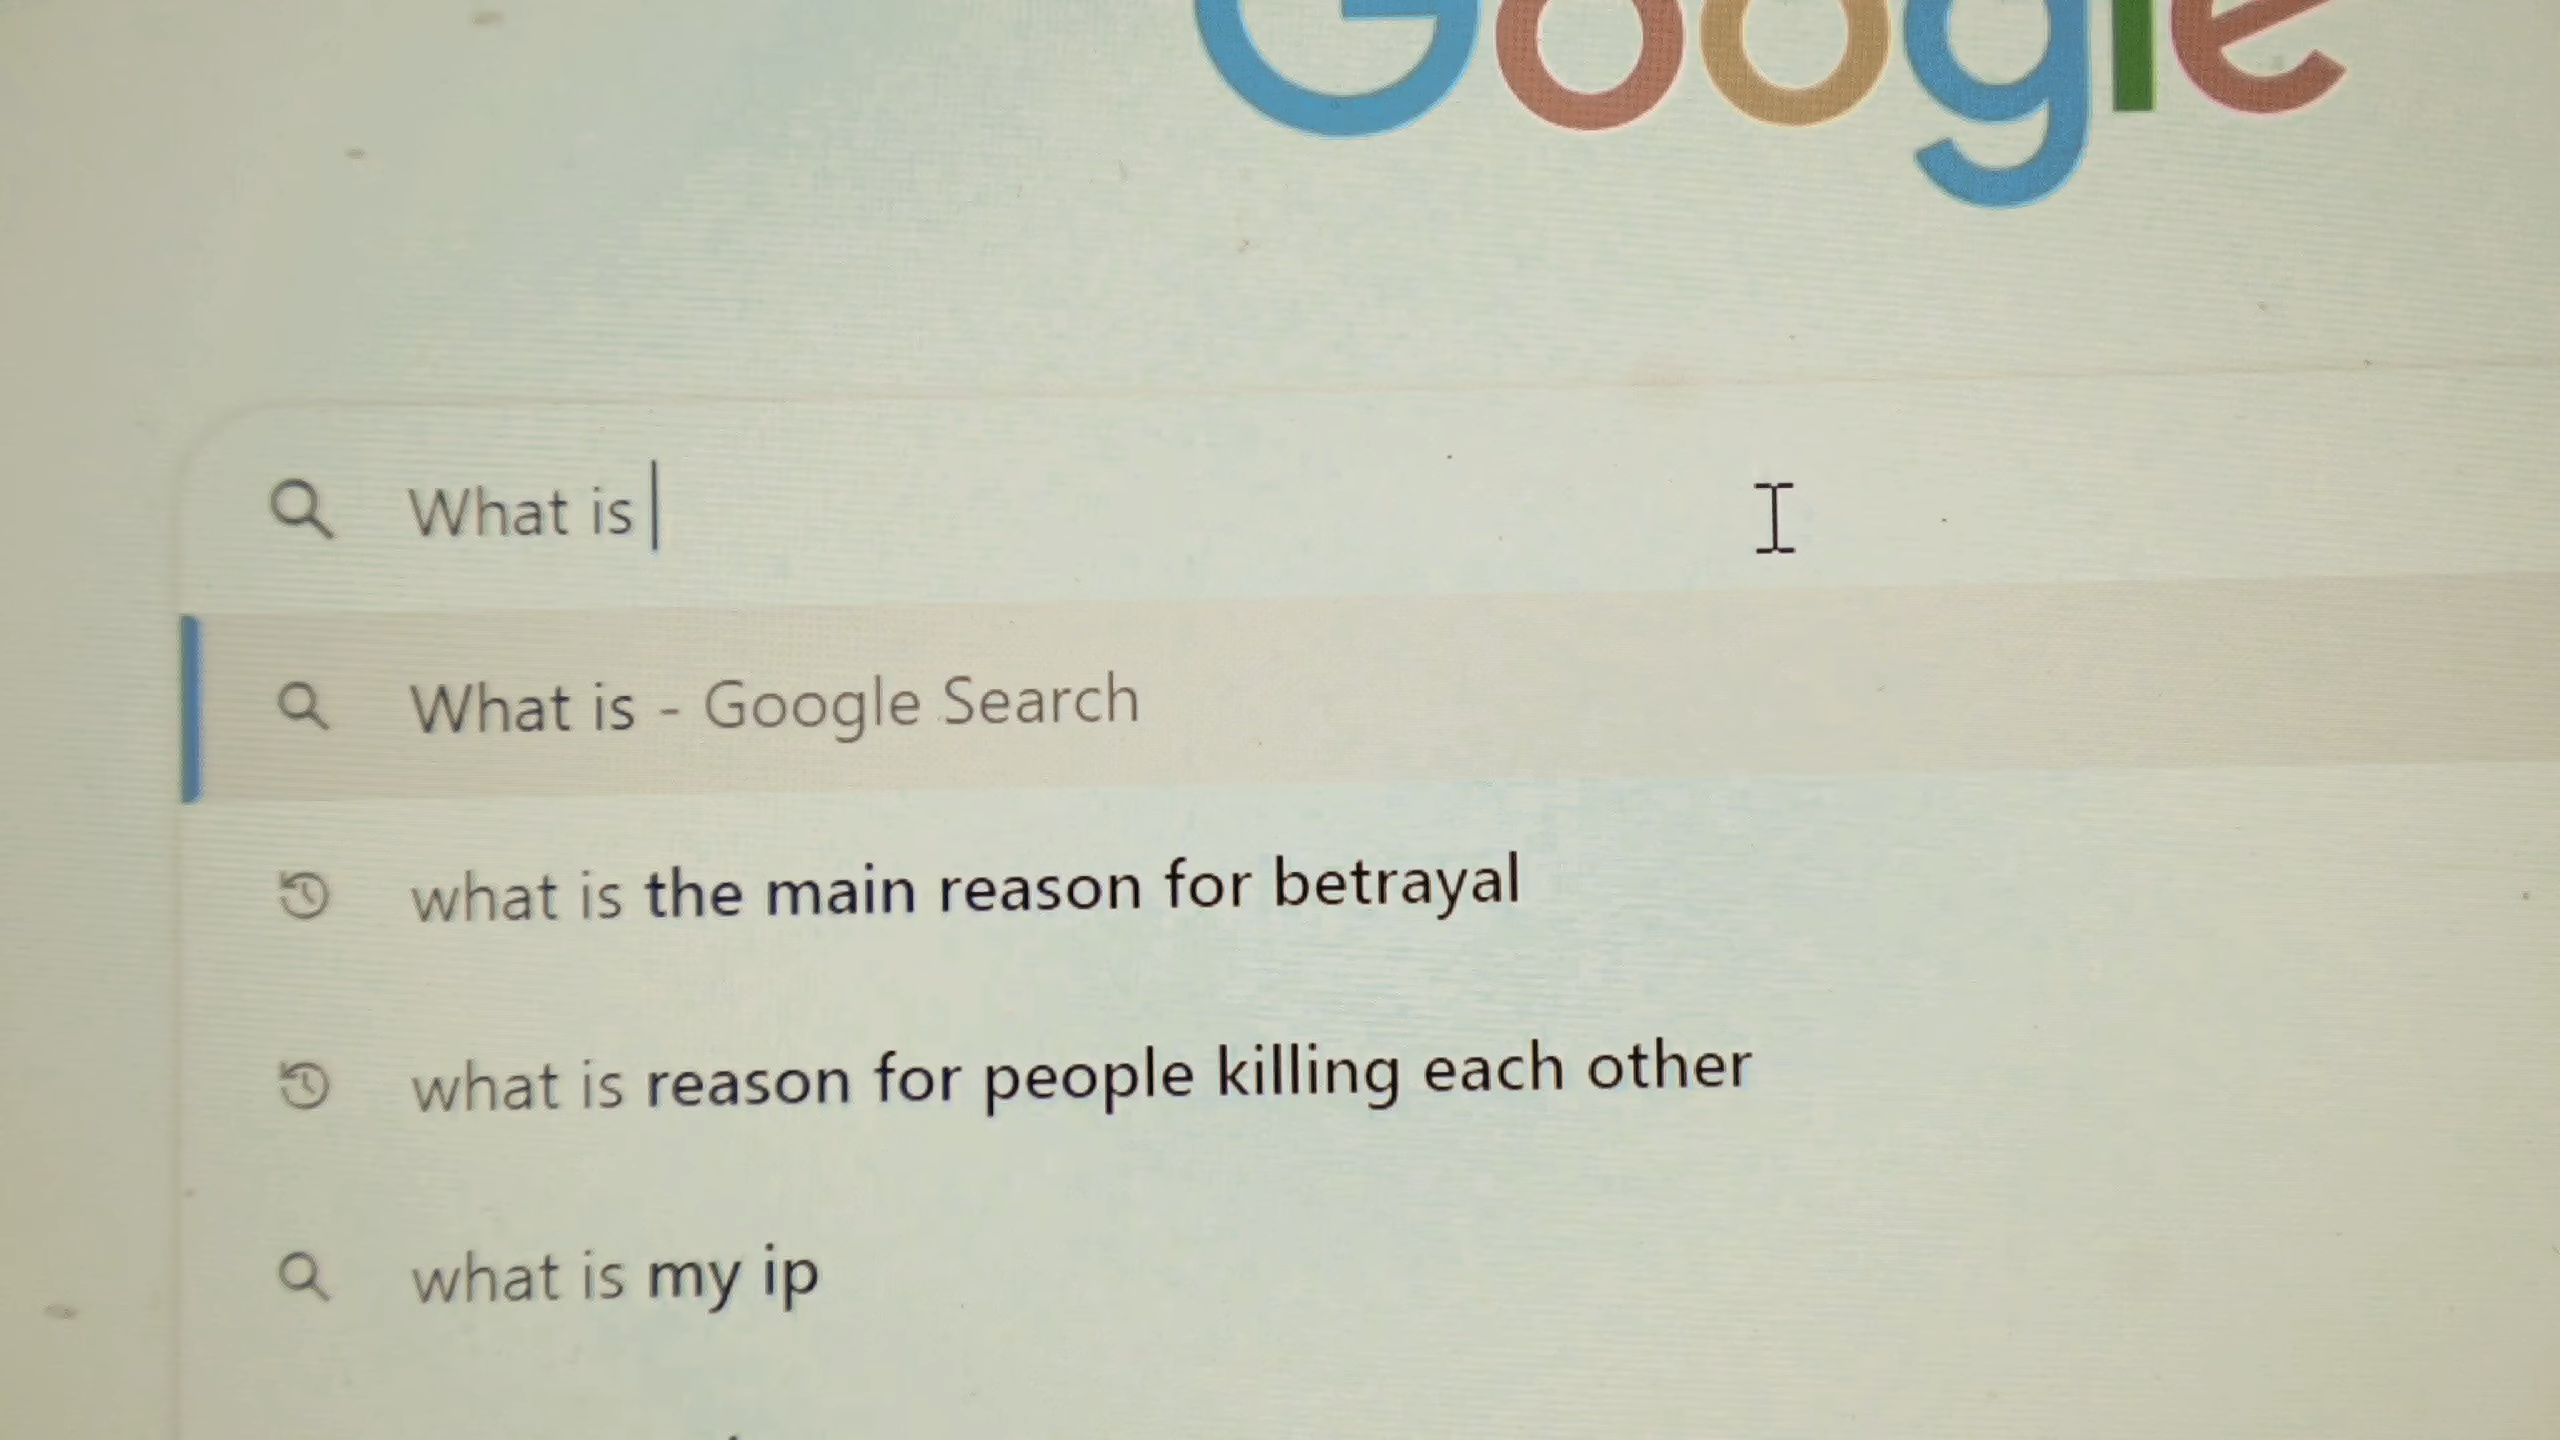 Google
What is
What is - Google Search
what is the main reason for betrayal
what is reason for people killing each other
what is my ip